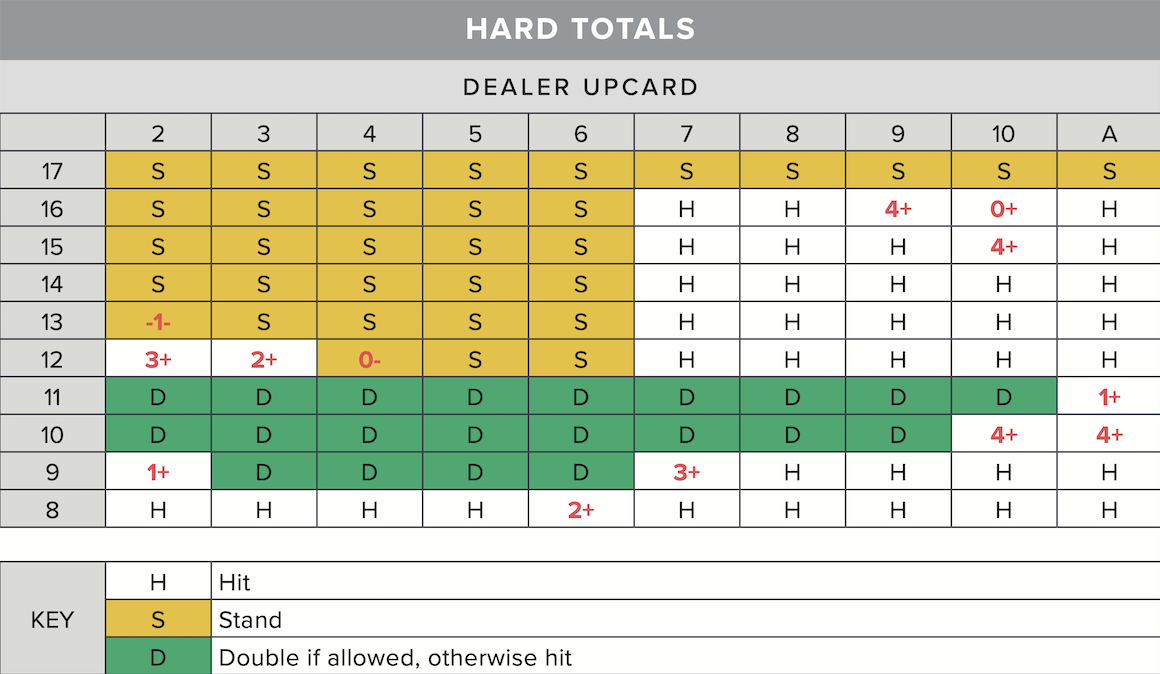 HARD TOTALS
DEALER UPCARD
2 3 4 5 6 7 8 9 10 A
17 S S S S S S S S S S
16 S S S S S H H 4+ 0+ H
15 S S S S S H H H 4+ H
14 S S S S S H H H H H
13 -1- S S S S H H H H H
12 3+ 2+ 0- S S H H H H H
11 D D D D D D D D D 1+
10 D D D D D D D D 4+ 4+
9 1+ D D D D 3+ H H H H
8 H H H H 2+ H H H H H
KEY
H Hit
S Stand
D Double if allowed, otherwise hit